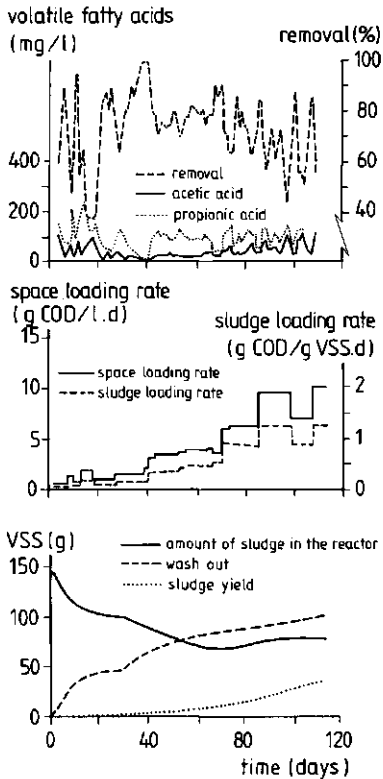 volatile fatty acids
(mg/l)
removal (%)
100
80
60
40
400
200
100
0
removal
acetic acid
propionic acid
space loading rate
(g COD/l.d)
sludge loading rate
(g COD/g VSS.d)
15
10
5
0
2
1
0
space loading rate
sludge loading rate
VSS (g)
150
100
50
0
amount of sludge in the reactor
wash out
sludge yield
0
40
80
120
time (days)